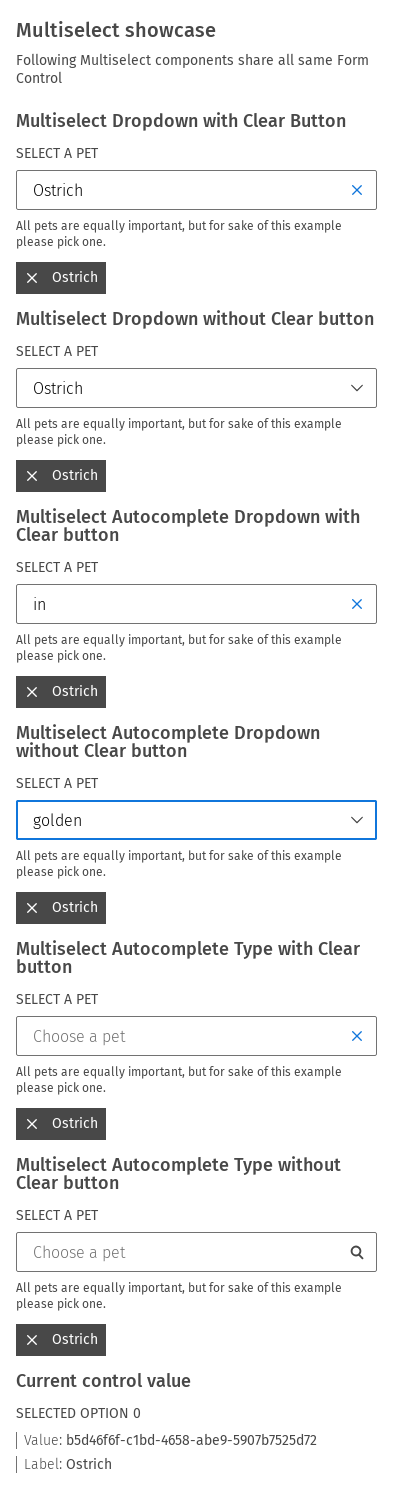 Multiselect showcase
Following Multiselect components share all same Form
Control
Multiselect Dropdown with Clear Button
SELECT A PET
Ostrich
All pets are equally important, but for sake of this example
please pick one.
Ostrich
Multiselect Dropdown without Clear button
SELECT A PET
Ostrich
All pets are equally important, but for sake of this example
please pick one.
Ostrich
Multiselect Autocomplete Dropdown with
Clear button
SELECT A PET
in
All pets are equally important, but for sake of this example
please pick one.
Ostrich
Multiselect Autocomplete Dropdown
without Clear button
SELECT A PET
golden
All pets are equally important, but for sake of this example
please pick one.
Ostrich
Multiselect Autocomplete Type with Clear
button
SELECT A PET
Choose a pet
All pets are equally important, but for sake of this example
please pick one.
Ostrich
Multiselect Autocomplete Type without
Clear button
SELECT A PET
Choose a pet
All pets are equally important, but for sake of this example
please pick one.
Ostrich
Current control value
SELECTED OPTION 0
Value: b5d46f6f-c1bd-4658-abe9-5907b7525d72
Label: Ostrich